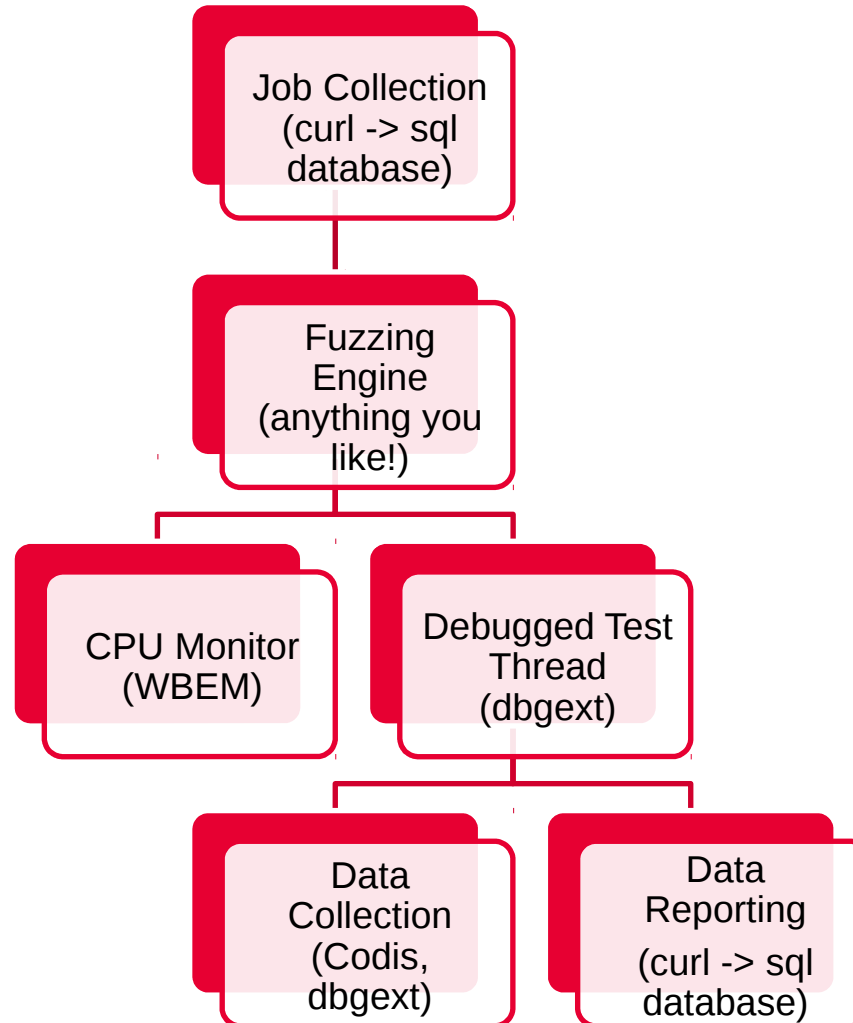 Job Collection
(curl -> sql
database)
Fuzzing
Engine
(anything you
like!)
CPU Monitor
(WBEM)
Debugged Test
Thread
(dbgext)
Data
Collection
(Codis,
dbgext)
Data
Reporting
(curl -> sql
database)